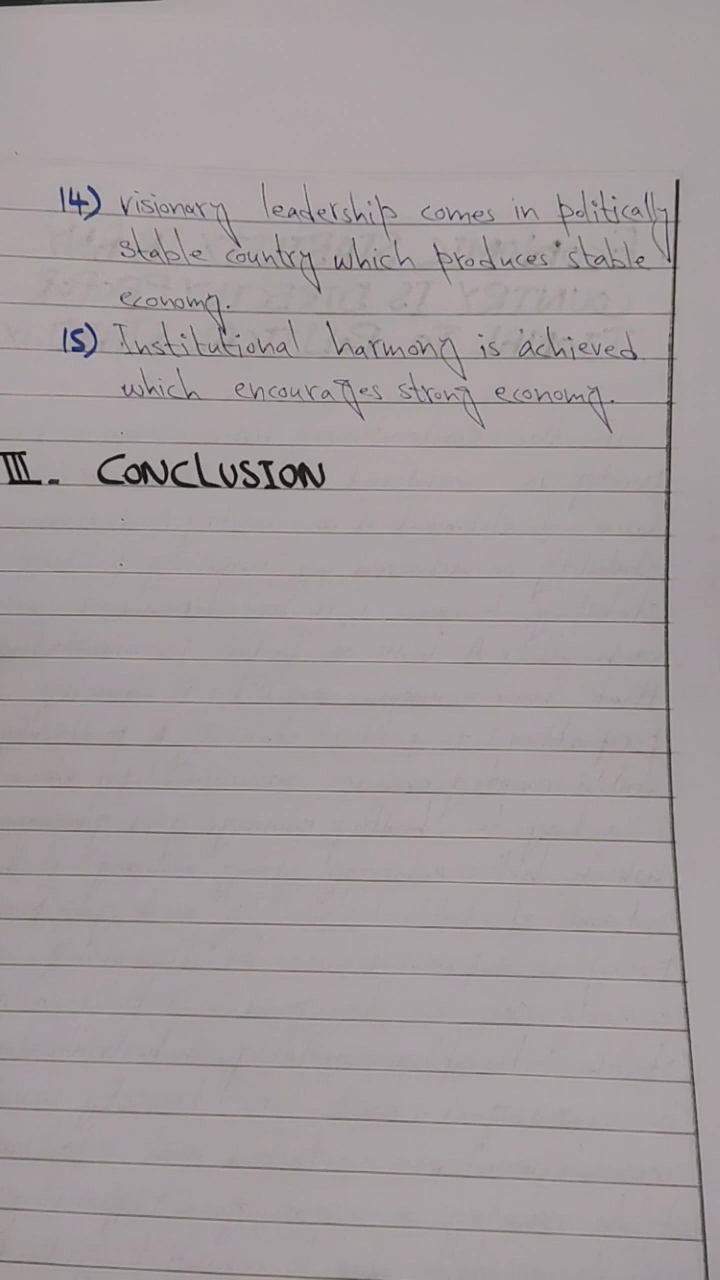 14) visionary leadership comes in politically
stable country which produces stable
economy.
15) Institutional harmony is achieved
which encourages strong economy.
III. CONCLUSION